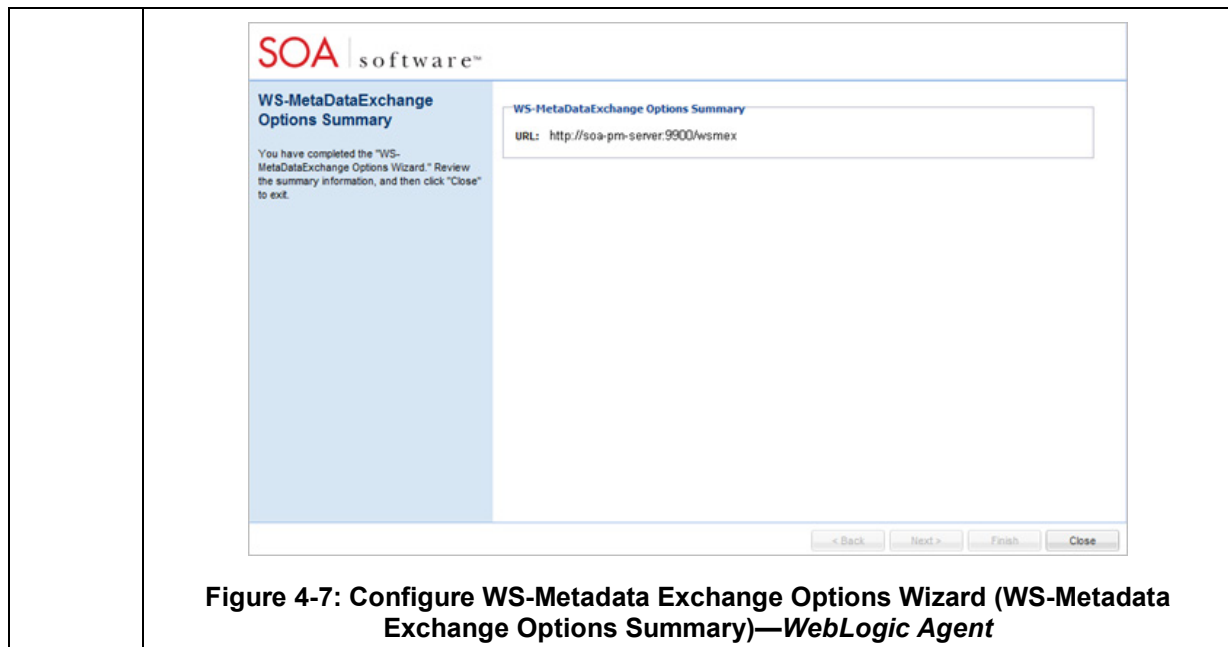 SOA software™
WS-MetaDataExchange
Options Summary
You have completed the "WS-
MetaDataExchange Options Wizard." Review
the summary information, and then click "Close"
to exit.
WS-MetaDataExchange Options Summary
URL: http://soa-pm-server:9900/wsmex
< Back Next > Finish Close
Figure 4-7: Configure WS-Metadata Exchange Options Wizard (WS-Metadata
Exchange Options Summary)—WebLogic Agent